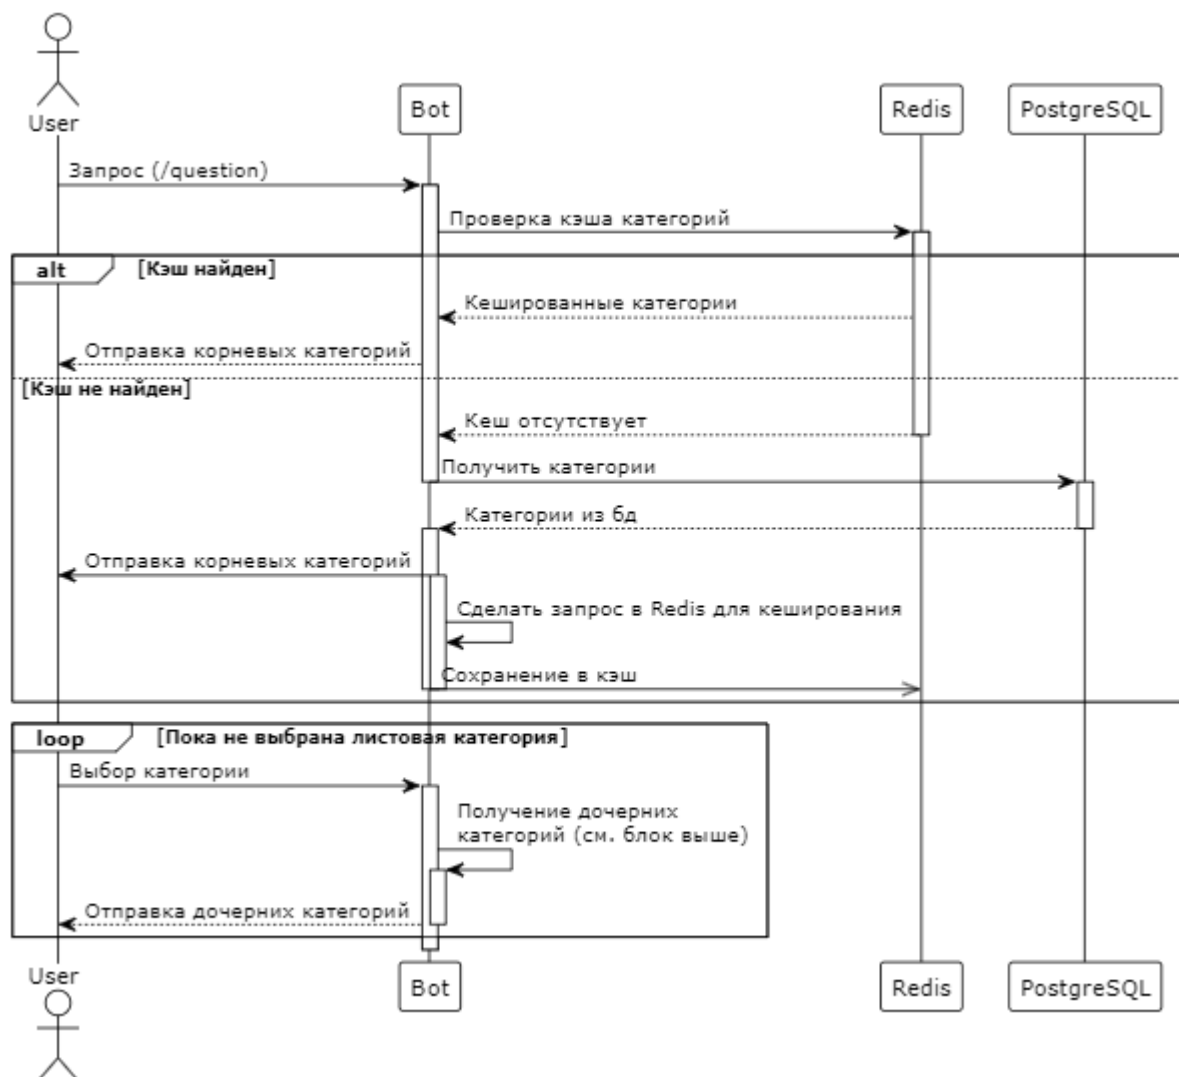 User
Bot
Redis
PostgreSQL
Запрос (/question)
Проверка кэша категорий
alt
[Кэш найден]
Кешированные категории
Отправка корневых категорий
[Кэш не найден]
Кеш отсутствует
Получить категории
Категории из бд
Отправка корневых категорий
Сделать запрос в Redis для кеширования
Сохранение в кэш
loop
[Пока не выбрана листовая категория]
Выбор категории
Получение дочерних
категорий (см. блок выше)
Отправка дочерних категорий
User
Bot
Redis
PostgreSQL